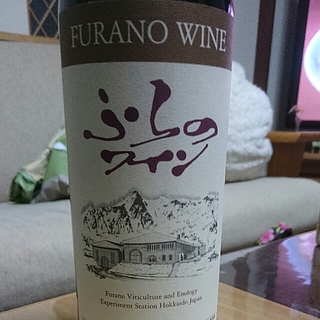 FURANO WINE
ふらの
ワイン
Furano Viticulture and Enology
Experiment Station Hokkaido Japan